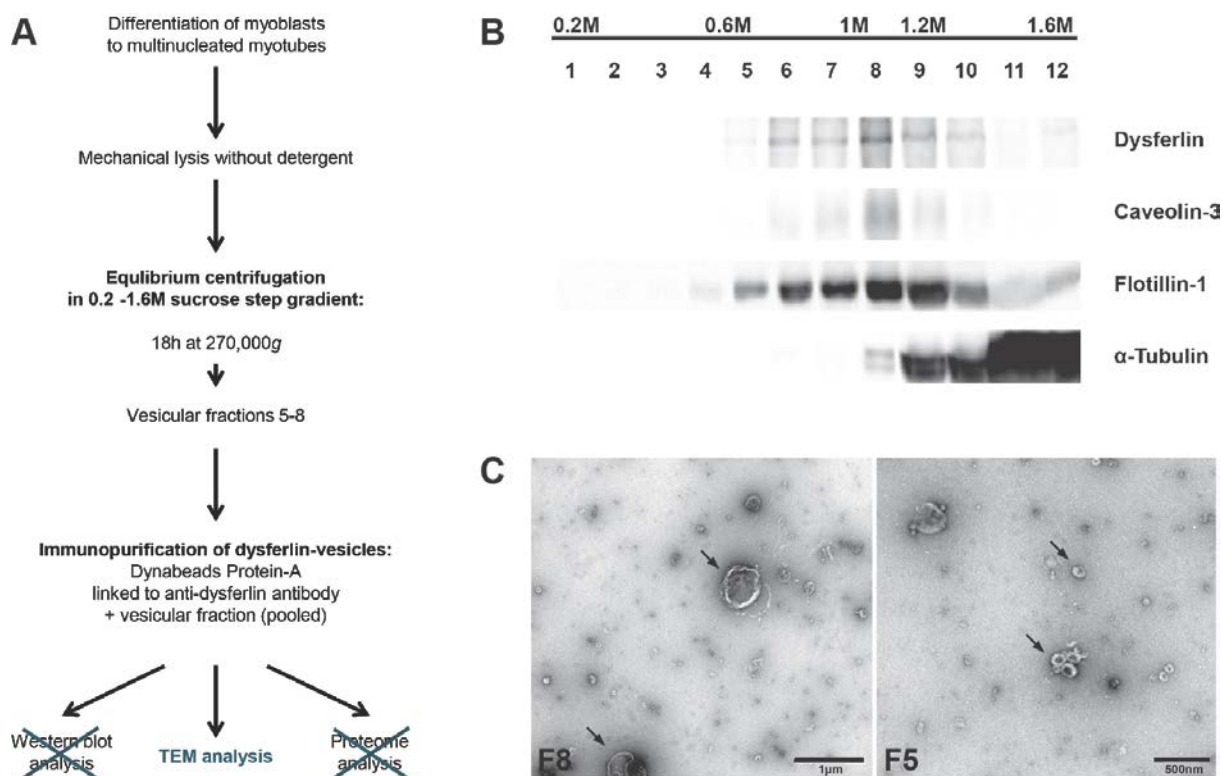 A
Differentiation of myoblasts
to multinucleated myotubes
Mechanical lysis without detergent
Equlibrium centrifugation
in 0.2 -1.6M sucrose step gradient:
18h at 270,000g
Vesicular fractions 5-8
Immunopurification of dysferlin-vesicles:
Dynabeads Protein-A
linked to anti-dysferlin antibody
+ vesicular fraction (pooled)
Western blot
analysis
TEM analysis
Proteome
analysis
B
0.2M 0.6M 1M 1.2M 1.6M
1 2 3 4 5 6 7 8 9 10 11 12
Dysferlin
Caveolin-3
Flotillin-1
α-Tubulin
C
F8
1µm
F5
500nm